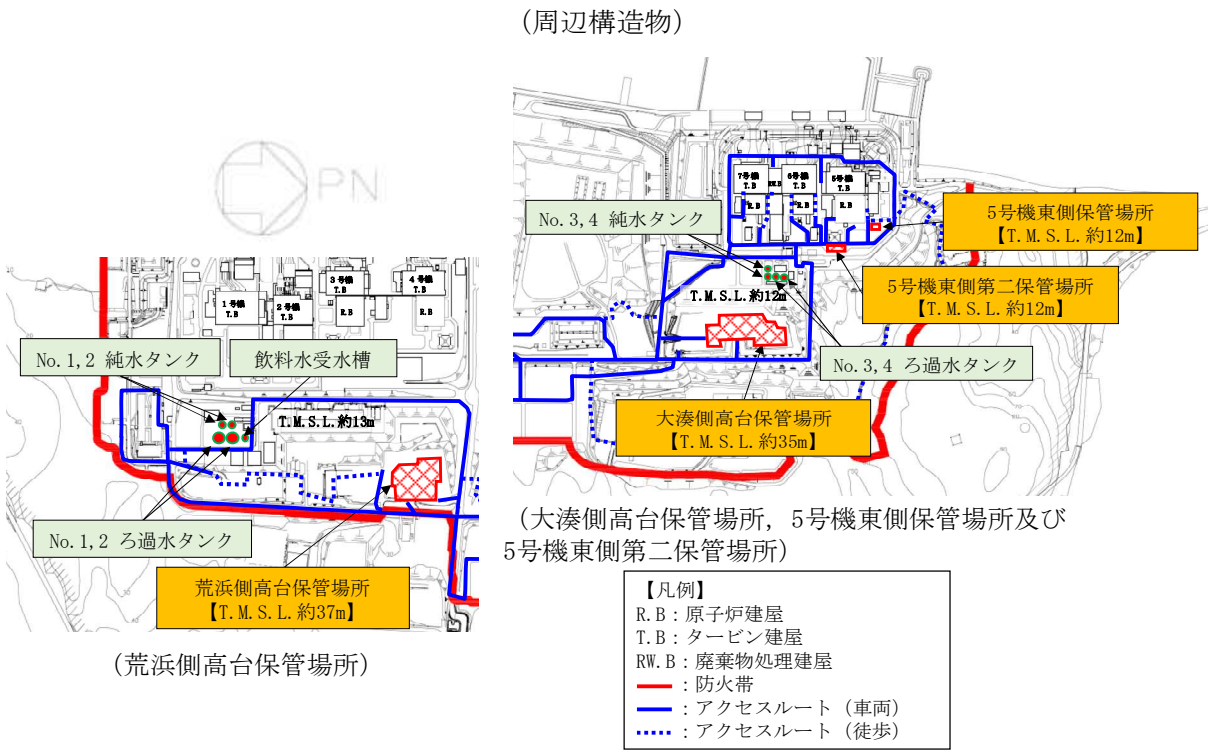 (周辺構造物)
PN
1号機
T.B
2号機
T.B
3号機
T.B
R.B
4号機
T.B
R.B
No.1,2 純水タンク
飲料水受水槽
T.M.S.L.約13m
No.1,2 ろ過水タンク
荒浜側高台保管場所
【T.M.S.L.約37m】
(荒浜側高台保管場所)
7号機
T.B
RW.B
6号機
T.B
5号機
T.B
R.B
R.B
R.B
No.3,4 純水タンク
5号機東側保管場所
【T.M.S.L.約12m】
5号機東側第二保管場所
【T.M.S.L.約12m】
T.M.S.L.約12m
No.3,4 ろ過水タンク
大湊側高台保管場所
【T.M.S.L.約35m】
(大湊側高台保管場所, 5号機東側保管場所及び
5号機東側第二保管場所)
【凡例】
R.B:原子炉建屋
T.B:タービン建屋
RW.B:廃棄物処理建屋
:防火帯
:アクセスルート(車両)
:アクセスルート(徒歩)